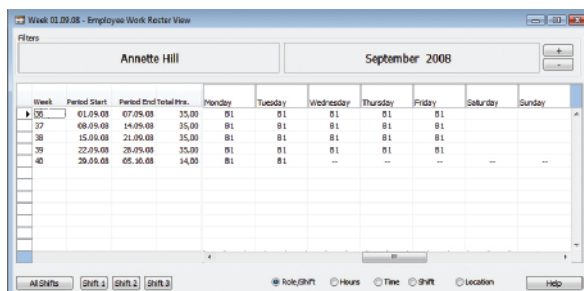 Week 01.09.08 - Employee Work Roster View
Filters
Annette Hill
September 2008
+
-
Week Period Start Period End Total Hrs. Monday Tuesday Wednesday Thursday Friday Saturday Sunday
36 01.09.08 07.09.08 35,00 B1 B1 B1 B1 B1
37 08.09.08 14.09.08 35,00 B1 B1 B1 B1 B1
38 15.09.08 21.09.08 35,00 B1 B1 B1 B1 B1
39 22.09.08 28.09.08 35,00 B1 B1 B1 B1 B1
40 29.09.08 05.10.08 14,00 B1 B1 -- -- -- -- --
All Shifts Shift 1 Shift 2 Shift 3 Role/Shift Hours Time Shift Location Help